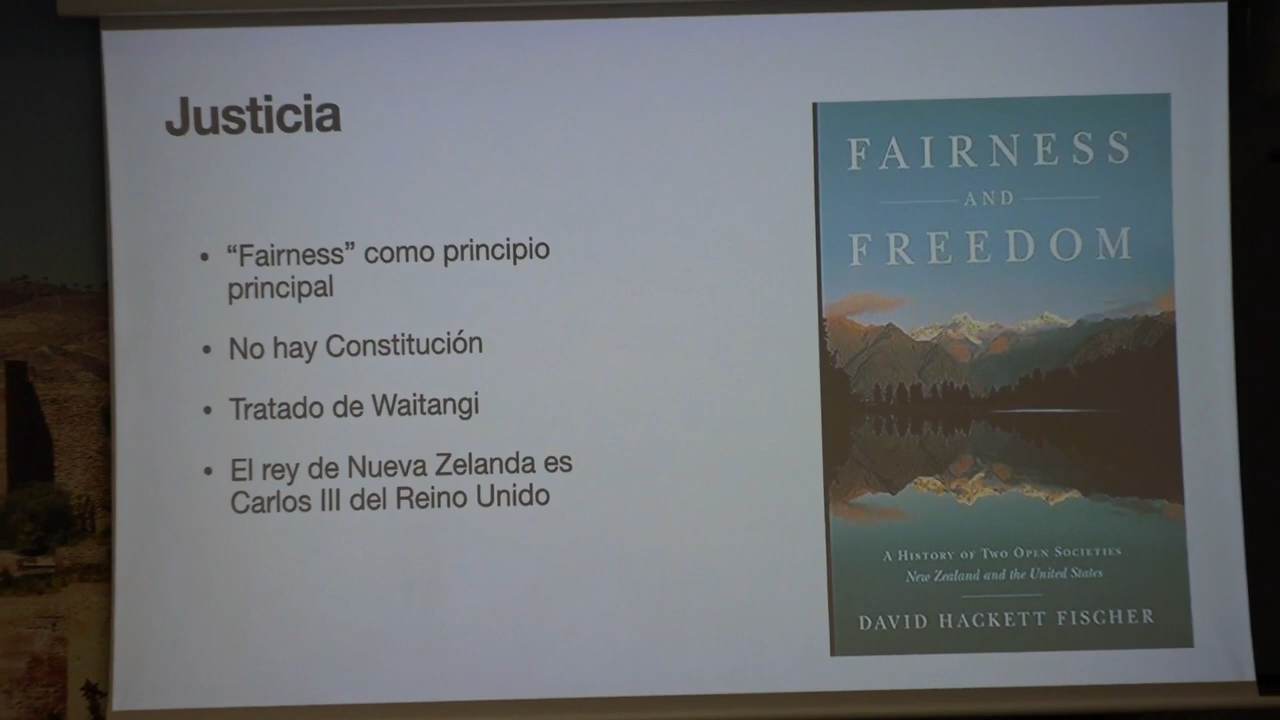 Justicia
• “Fairness” como principio
principal
• No hay Constitución
• Tratado de Waitangi
• El rey de Nueva Zelanda es
Carlos III del Reino Unido
FAIRNESS
AND
FREEDOM
A HISTORY OF TWO OPEN SOCIETIES
New Zealand and the United States
DAVID HACKETT FISCHER